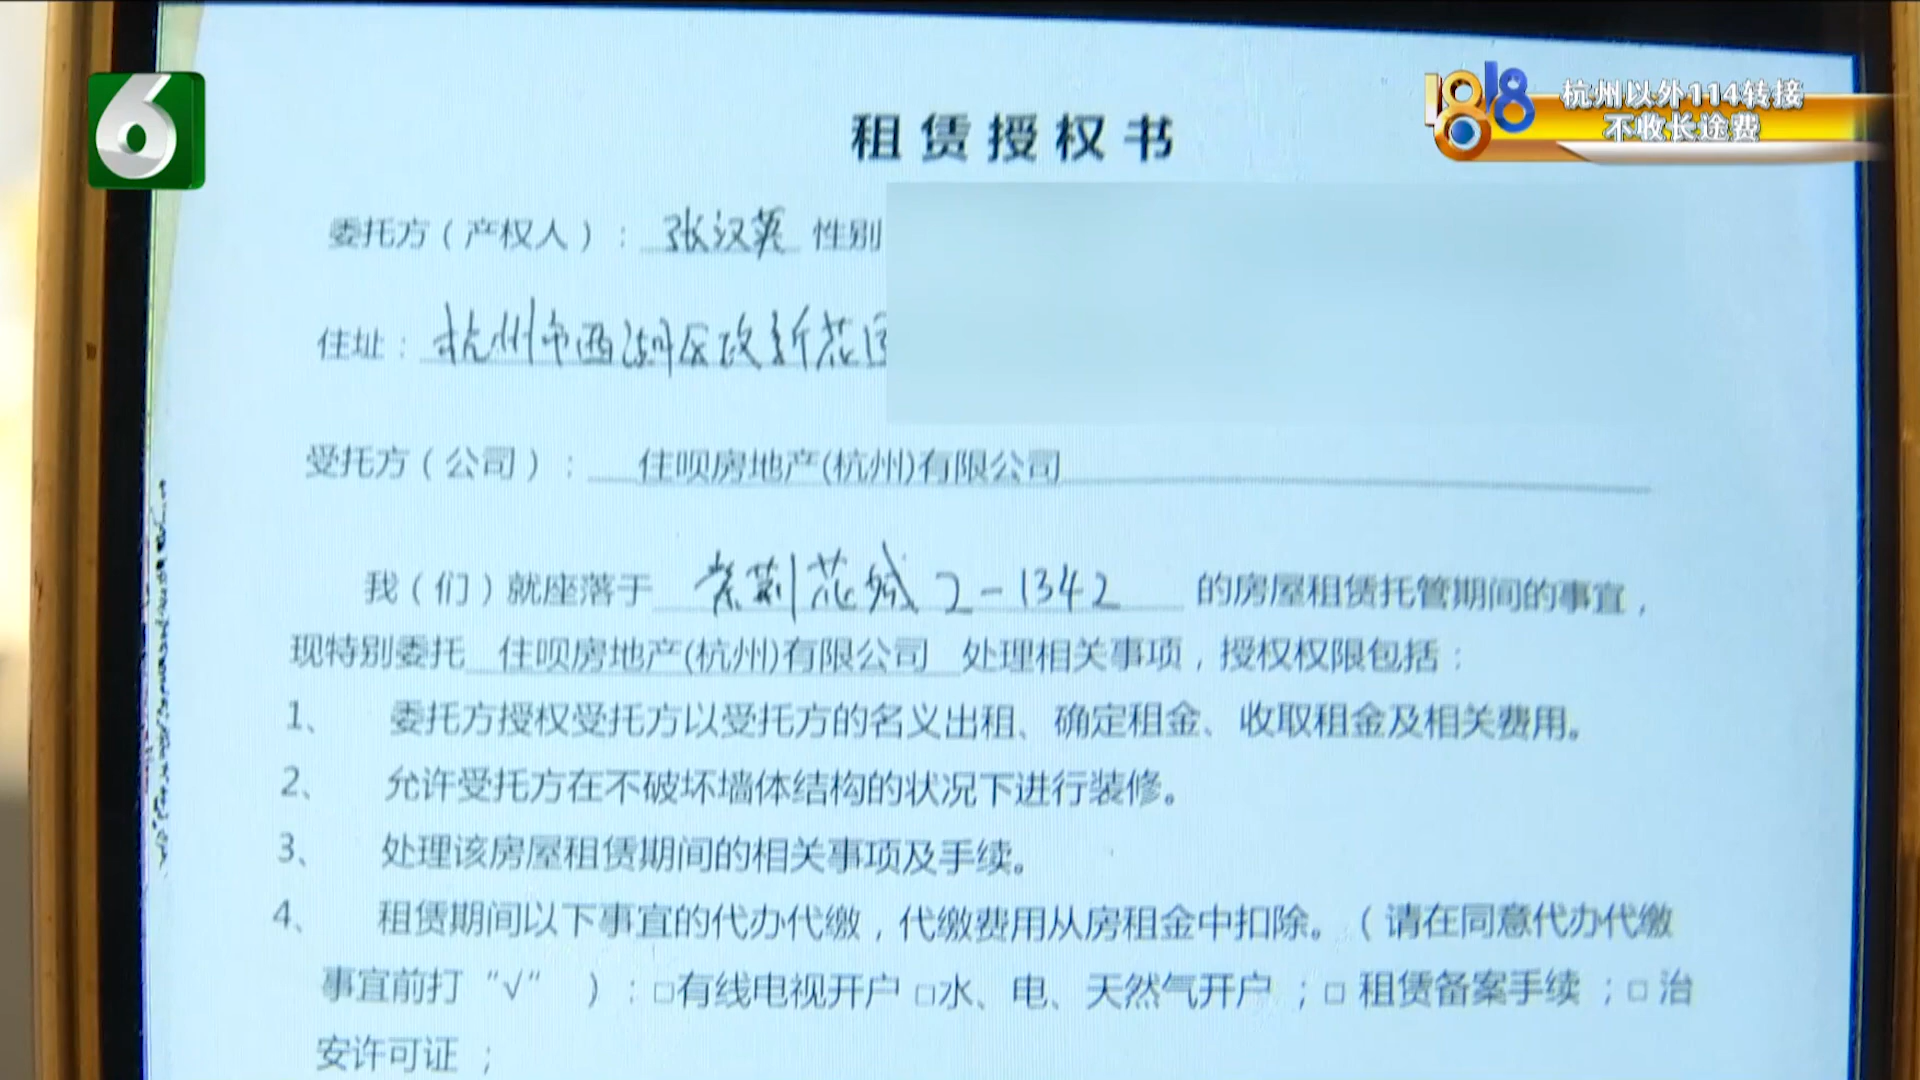 6
1818
杭州以外114转接
不收长途费
租赁授权书
委托方（产权人）：张汉英 性别
住址：杭州市西湖区政新花园
受托方（公司）：住呗房地产(杭州)有限公司
我（们）就座落于 紫荆花城 2-1342 的房屋租赁托管期间的事宜，
现特别委托 住呗房地产(杭州)有限公司 处理相关事项，授权权限包括：
1、 委托方授权受托方以受托方的名义出租、确定租金、收取租金及相关费用。
2、 允许受托方在不破坏墙体结构的状况下进行装修。
3、 处理该房屋租赁期间的相关事项及手续。
4、 租赁期间以下事宜的代办代缴，代缴费用从房租金中扣除。（请在同意代办代缴
事宜前打“√” ）：□有线电视开户 □水、电、天然气开户 ；□ 租赁备案手续 ；□ 治
安许可证 ；